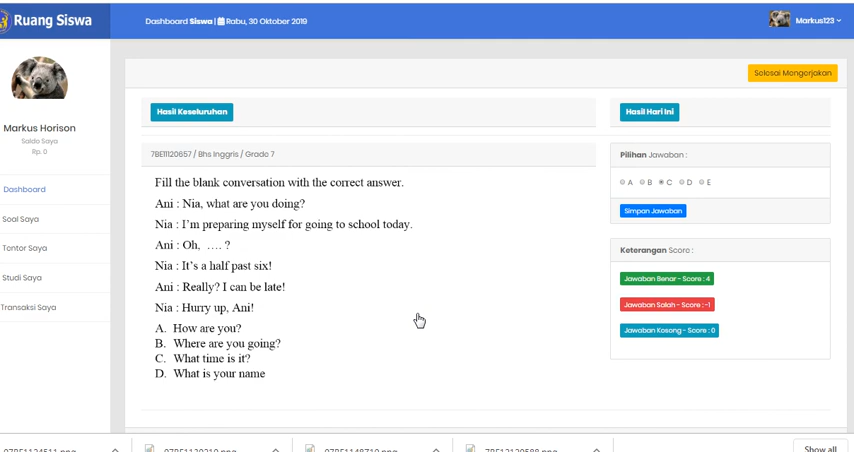 Ruang Siswa
Dashboard Siswa | Rabu, 30 Oktober 2019
Markus123
Selesai Mengerjakan
Markus Horison
Saldo Saya
Rp. 0
Dashboard
Soal Saya
Tentor Saya
Studi Saya
Transaksi Saya
Hasil Keseluruhan
7BE11120657 / Bhs Inggris / Grade 7
Fill the blank conversation with the correct answer.
Ani : Nia, what are you doing?
Nia : I'm preparing myself for going to school today.
Ani : Oh, …. ?
Nia : It's a half past six!
Ani : Really? I can be late!
Nia : Hurry up, Ani!
A. How are you?
B. Where are you going?
C. What time is it?
D. What is your name
Hasil Hari Ini
Pilihan Jawaban :
A B C D E
Simpan Jawaban
Keterangan Score :
Jawaban Benar - Score : 4
Jawaban Salah - Score : -1
Jawaban Kosong - Score : 0
Show all